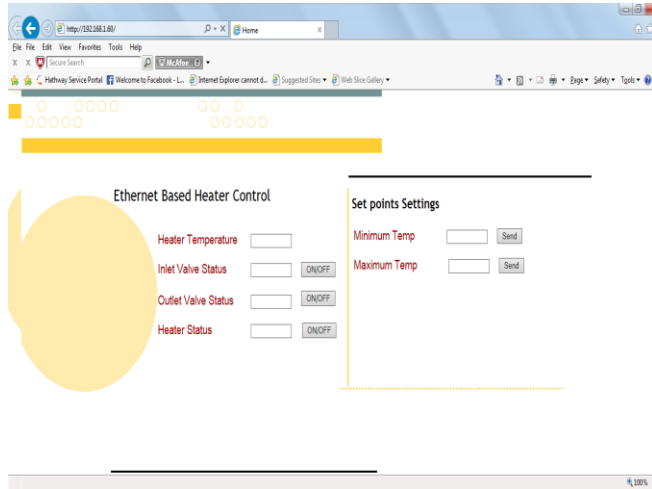 http://192.168.1.60/
Home
File File Edit View Favorites Tools Help
x x Secure Search McAfee
Hathway Service Portal Welcome to Facebook - L... Internet Explorer cannot d... Suggested Sites Web Slice Gallery Page Safety Tools
Ethernet Based Heater Control
Set points Settings
Heater Temperature
Minimum Temp Send
Inlet Valve Status ON/OFF
Maximum Temp Send
Outlet Valve Status ON/OFF
Heater Status ON/OFF
100%